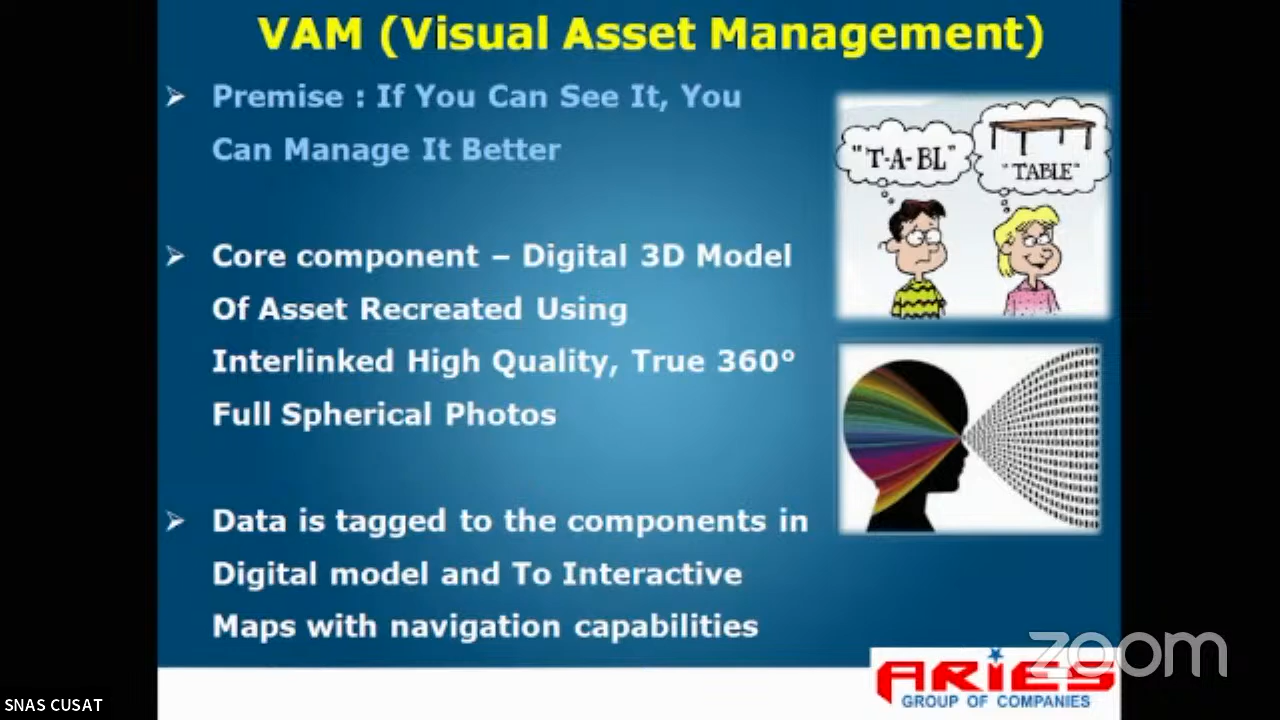 VAM (Visual Asset Management)
➢ Premise : If You Can See It, You
Can Manage It Better
"T-A-BL"
"TABLE"
➢ Core component – Digital 3D Model
Of Asset Recreated Using
Interlinked High Quality, True 360°
Full Spherical Photos
➢ Data is tagged to the components in
Digital model and To Interactive
Maps with navigation capabilities
ARIES
GROUP OF COMPANIES
zoom
SNAS CUSAT